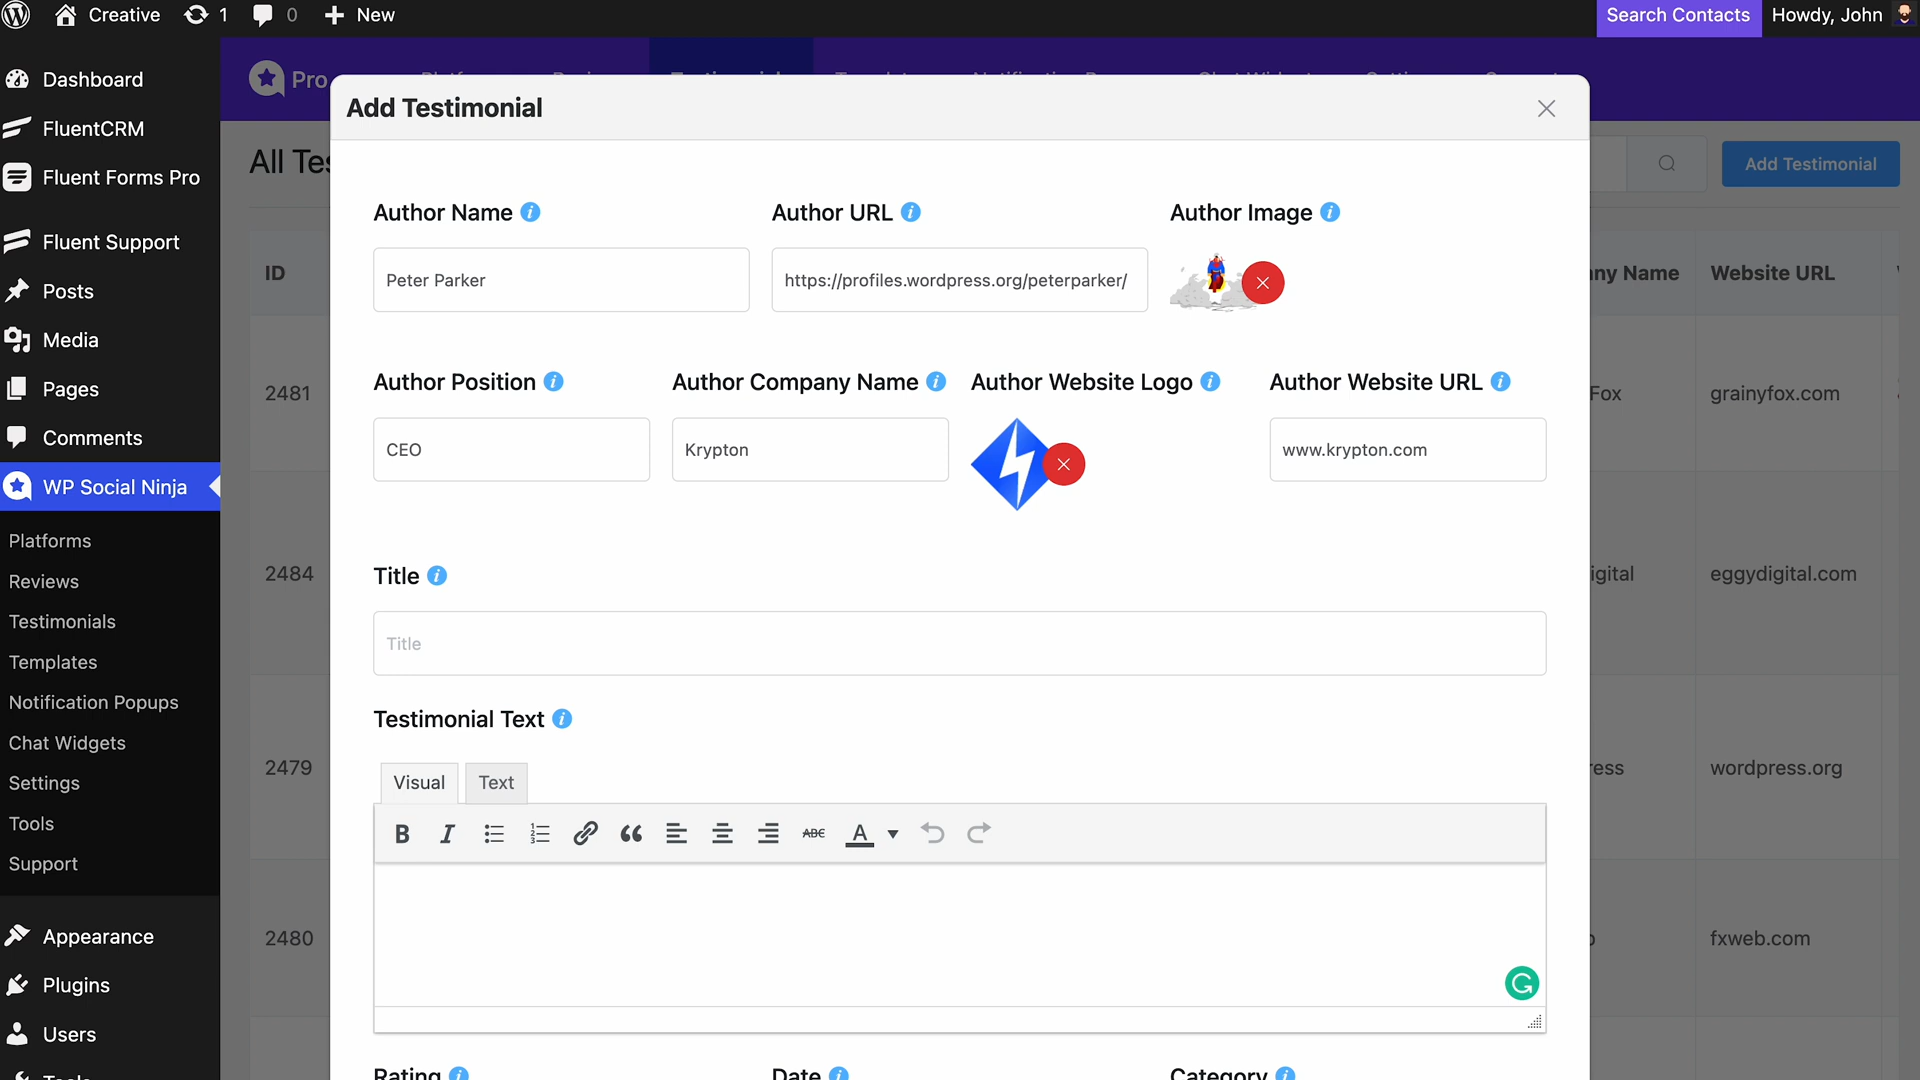 Creative
1
0
New
Search Contacts
Howdy, John
Dashboard
FluentCRM
Fluent Forms Pro
Fluent Support
Posts
Media
Pages
Comments
WP Social Ninja
Platforms
Reviews
Testimonials
Templates
Notification Popups
Chat Widgets
Settings
Tools
Support
Appearance
Plugins
Users
Tools
Pro
All Tes
Add Testimonial
ID
ny Name
Website URL
2481
Fox
grainyfox.com
2484
igital
eggydigital.com
2479
ress
wordpress.org
2480
fxweb.com
Add Testimonial
Author Name
Author URL
Author Image
Peter Parker
https://profiles.wordpress.org/peterparker/
Author Position
Author Company Name
Author Website Logo
Author Website URL
CEO
Krypton
www.krypton.com
Title
Title
Testimonial Text
Visual
Text
B I
ABC
A
Rating
Date
Category